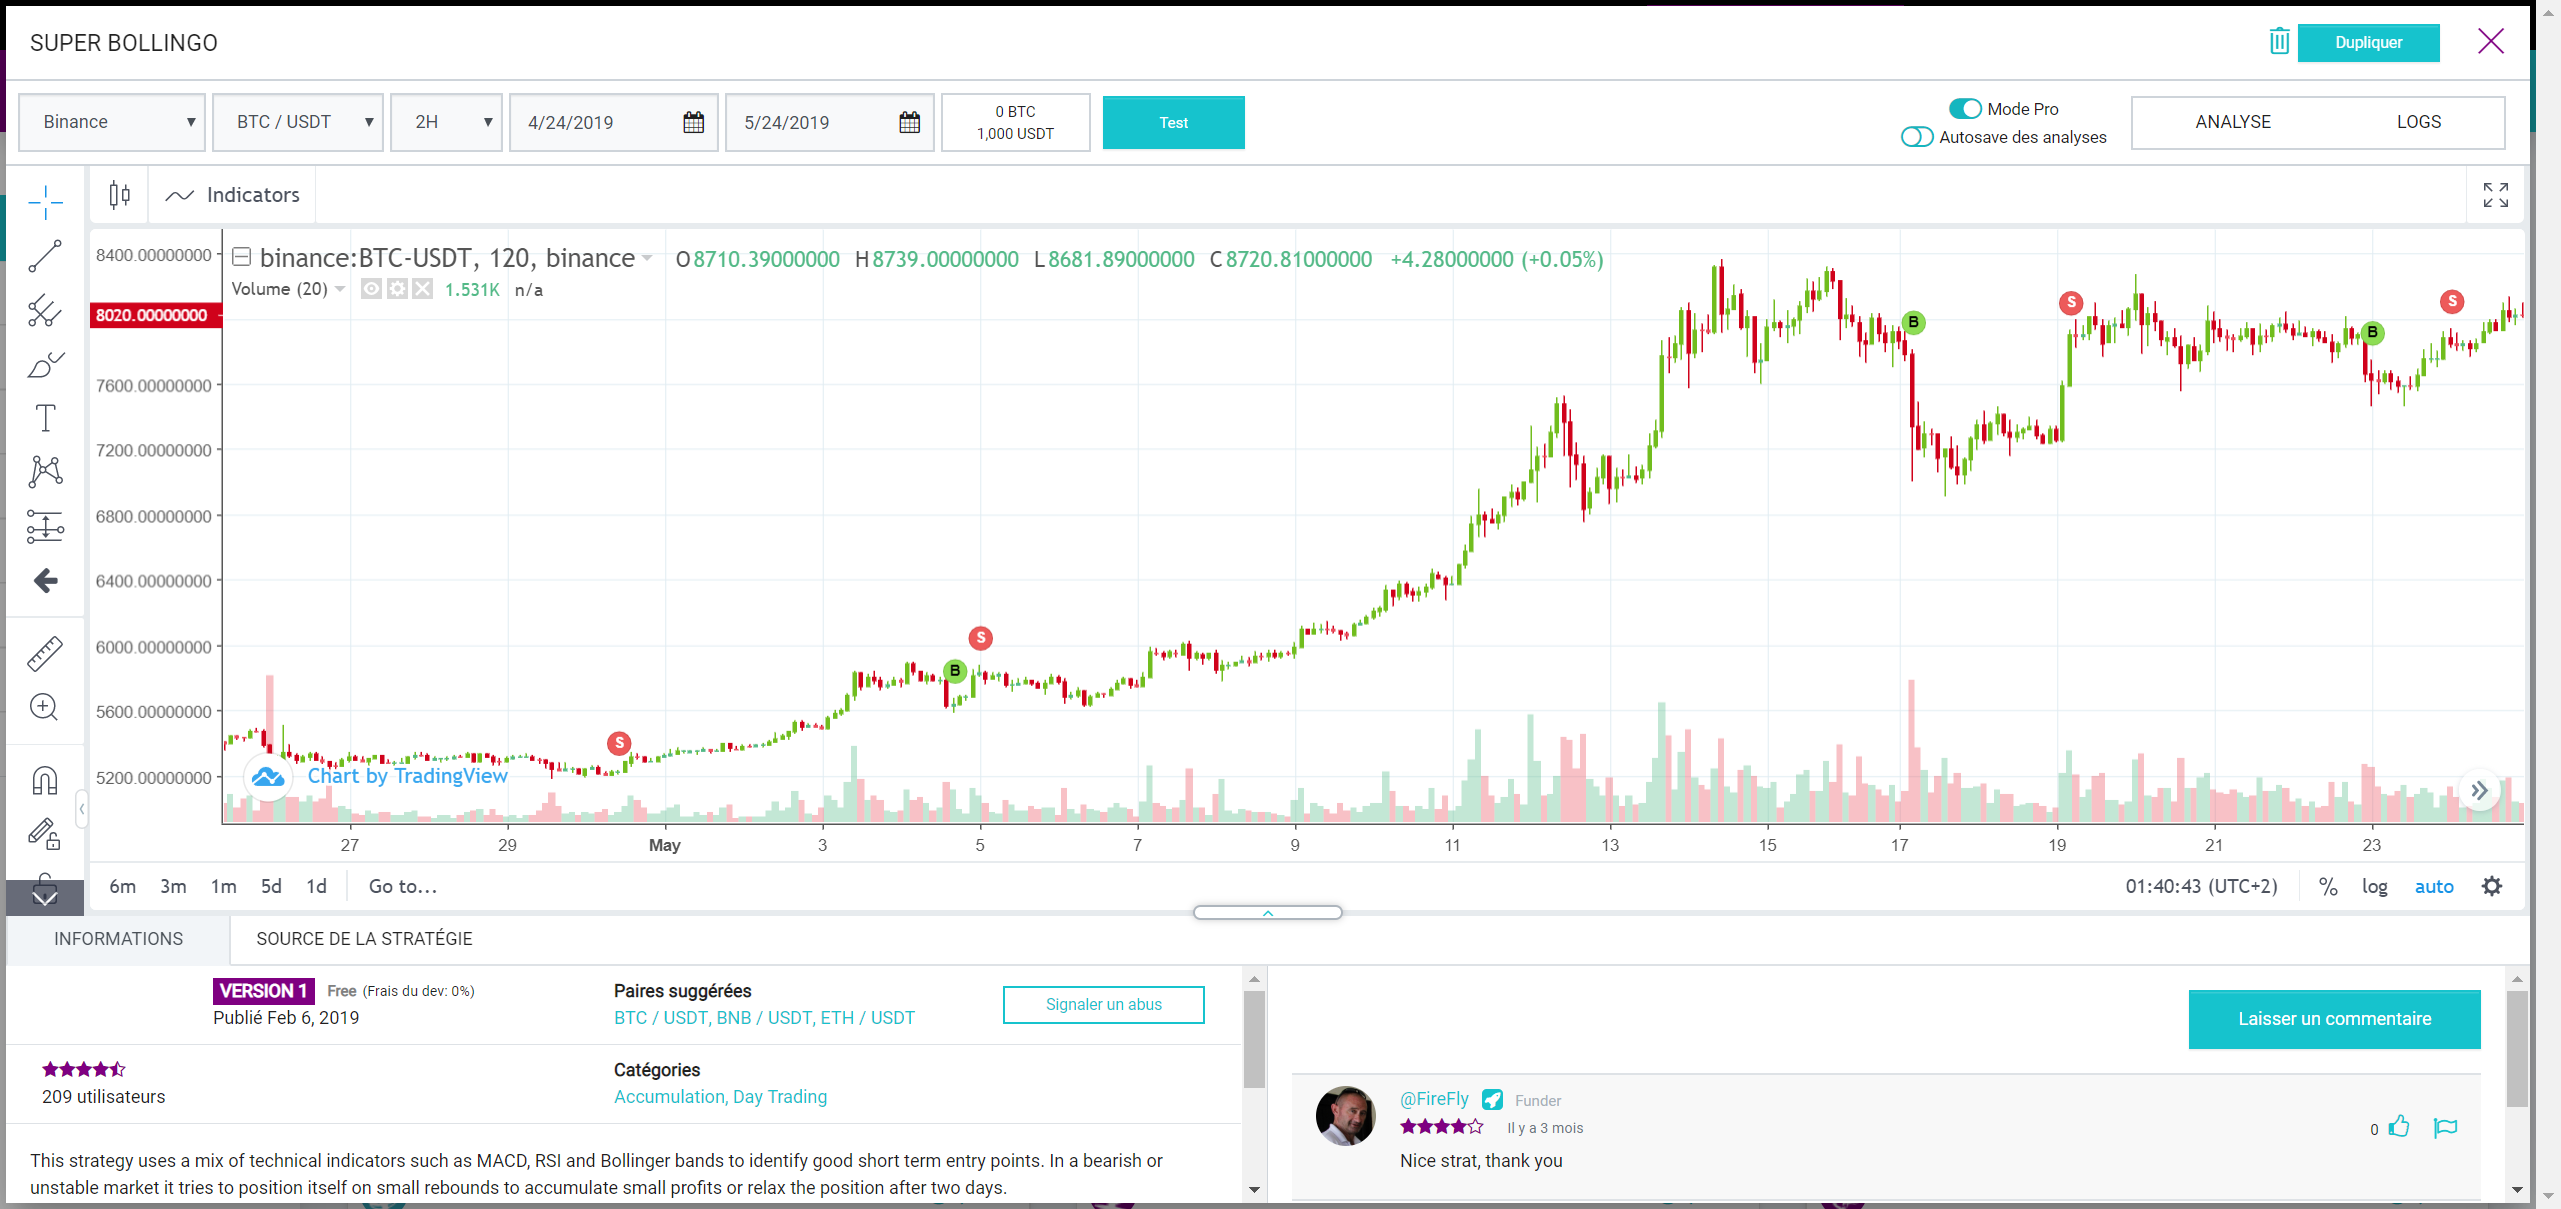 SUPER BOLLINGO
Dupliquer
Binance
BTC / USDT
2H
4/24/2019
5/24/2019
0 BTC
1,000 USDT
Test
Mode Pro
Autosave des analyses
ANALYSE
LOGS
Indicators
binance:BTC-USDT, 120, binance
O8710.39000000 H8739.00000000 L8681.89000000 C8720.81000000 +4.28000000 (+0.05%)
Volume (20) 1.531K n/a
8400.00000000
8020.00000000
7600.00000000
7200.00000000
6800.00000000
6400.00000000
6000.00000000
5600.00000000
5200.00000000
S
B
S
B
S
B
S
Chart by TradingView
27 29 May 3 5 7 9 11 13 15 17 19 21 23
6m 3m 1m 5d 1d Go to...
01:40:43 (UTC+2) % log auto
INFORMATIONS
SOURCE DE LA STRATÉGIE
VERSION 1 Free (Frais du dev: 0%)
Publié Feb 6, 2019
Paires suggérées
BTC / USDT, BNB / USDT, ETH / USDT
Signaler un abus
209 utilisateurs
Catégories
Accumulation, Day Trading
This strategy uses a mix of technical indicators such as MACD, RSI and Bollinger bands to identify good short term entry points. In a bearish or
unstable market it tries to position itself on small rebounds to accumulate small profits or relax the position after two days.
Laisser un commentaire
@FireFly Funder
Il y a 3 mois
0
Nice strat, thank you